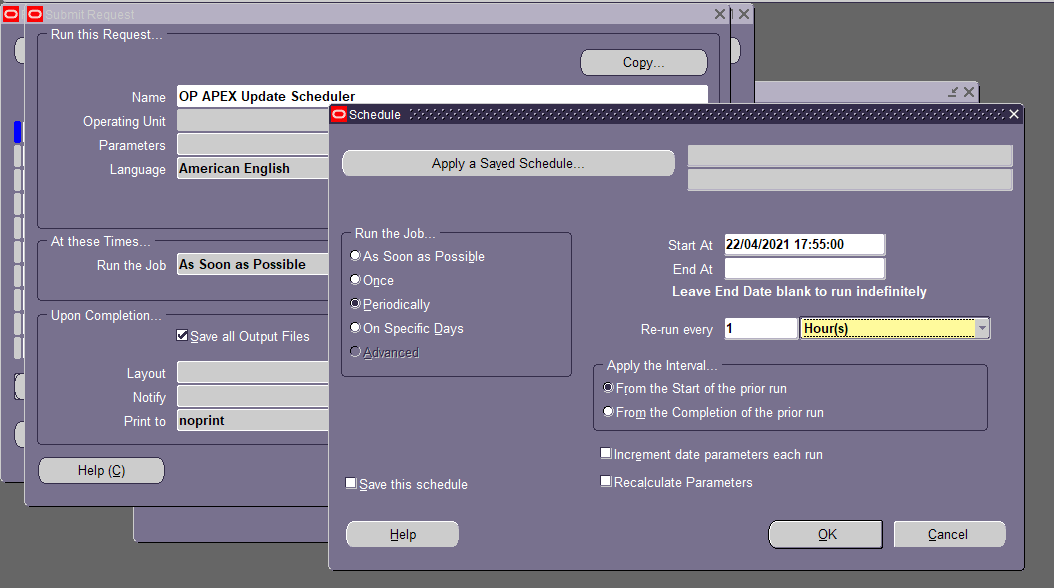 Submit Request
Run this Request...
Copy...
Name OP APEX Update Scheduler
Operating Unit
Parameters
Language American English
At these Times...
Run the Job As Soon as Possible
Upon Completion...
Save all Output Files
Layout
Notify
Print to noprint
Help (C)
Schedule
Apply a Saved Schedule...
Run the Job...
As Soon as Possible
Once
Periodically
On Specific Days
Advanced
Start At 22/04/2021 17:55:00
End At
Leave End Date blank to run indefinitely
Re-run every 1 Hour(s)
Apply the Interval...
From the Start of the prior run
From the Completion of the prior run
Increment date parameters each run
Save this schedule
Recalculate Parameters
Help
OK
Cancel